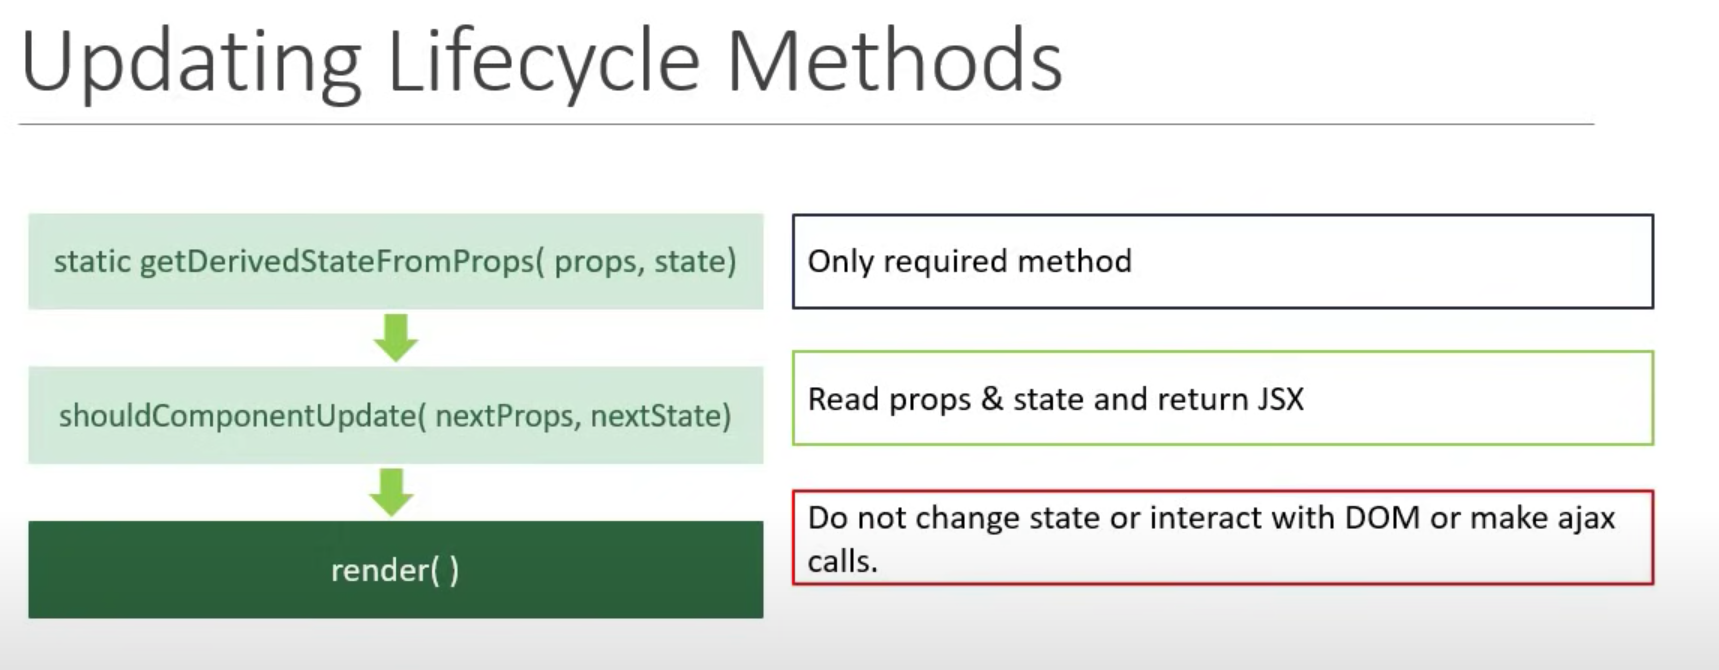 Updating Lifecycle Methods
static getDerivedStateFromProps( props, state)
Only required method
shouldComponentUpdate( nextProps, nextState)
Read props & state and return JSX
render( )
Do not change state or interact with DOM or make ajax
calls.